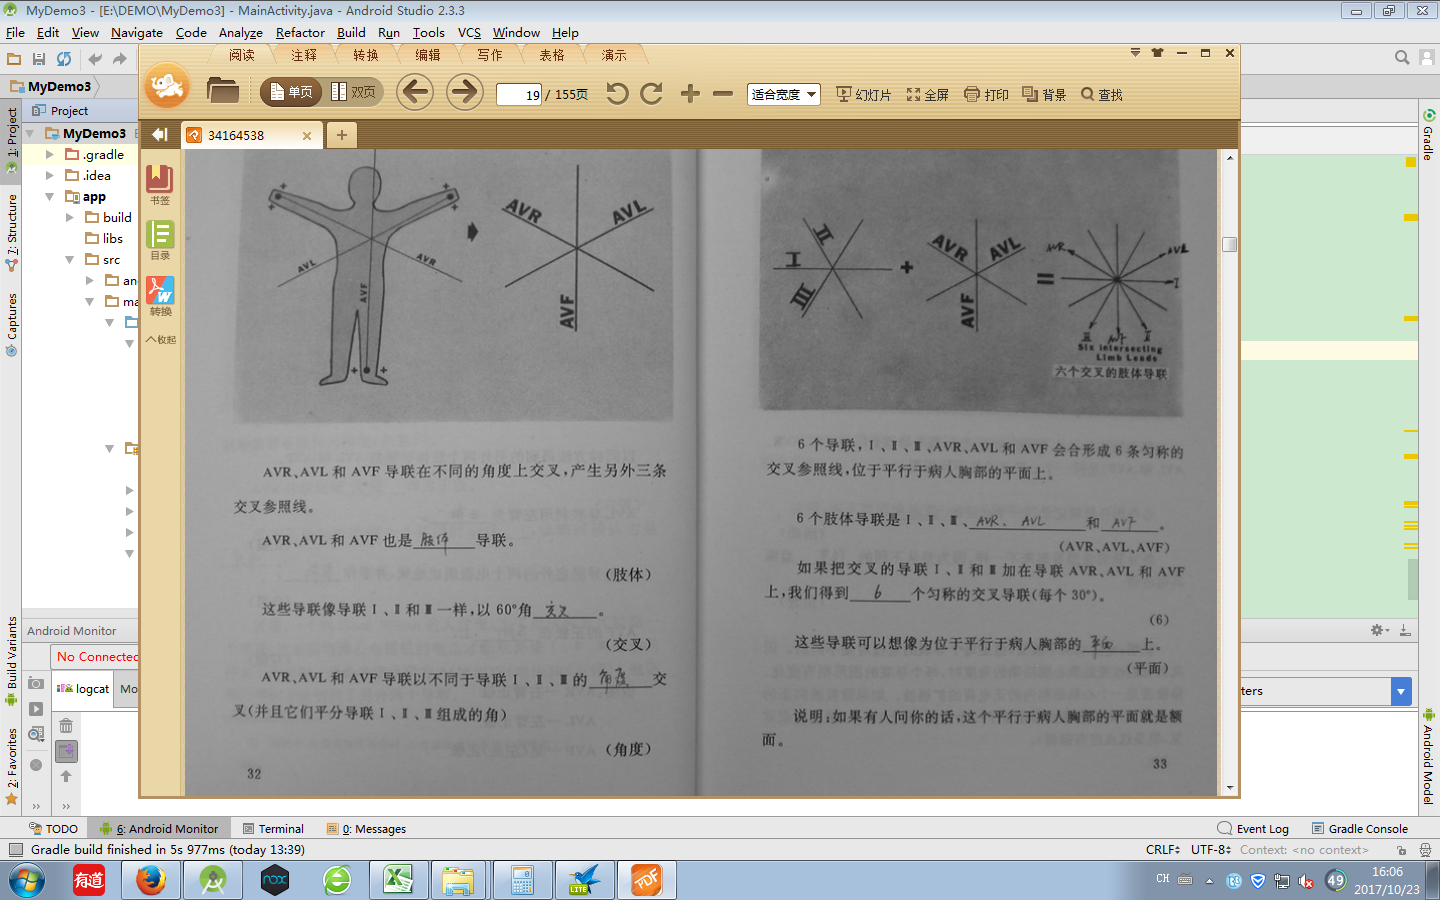 MyDemo3 - [E:\DEMO\MyDemo3] - MainActivity.java - Android Studio 2.3.3
File Edit View Navigate Code Analyze Refactor Build Run Tools VCS Window Help
阅读 注释 转换 编辑 写作 表格 演示
单页 双页 19 / 155页 适合宽度 幻灯片 全屏 打印 背景 查找
34164538
书签
目录
转换
收起
MyDemo3
Project
MyDemo3
.gradle
.idea
app
build
libs
src
an
ma
1: Project
7: Structure
Captures
Build Variants
2: Favorites
Gradle
Android Model
Android Monitor
No Connected
logcat Mo
ters
AVL AVR
AVF
AVR AVL
AVF
AVR、AVL 和 AVF 导联在不同的角度上交叉,产生另外三条
交叉参照线。
AVR、AVL 和 AVF 也是肢体导联。
(肢体)
这些导联像导联 Ⅰ、Ⅱ 和 Ⅲ 一样,以 60°角交叉。
(交叉)
AVR、AVL 和 AVF 导联以不同于导联 Ⅰ、Ⅱ、Ⅲ 的角度交
叉(并且它们平分导联 Ⅰ、Ⅱ、Ⅲ 组成的角)
(角度)
32
Ⅱ
Ⅰ
Ⅲ
+
AVR AVL
AVF
=
AVR AVL
Ⅰ
Ⅲ AVF Ⅱ
Six intersecting
Limb Leads
六个交叉的肢体导联
6 个导联,Ⅰ、Ⅱ、Ⅲ、AVR、AVL 和 AVF 会合形成 6 条匀称的
交叉参照线,位于平行于病人胸部的平面上。
6 个肢体导联是 Ⅰ、Ⅱ、Ⅲ、AVR、AVL 和 AVF。
(AVR、AVL、AVF)
如果把交叉的导联 Ⅰ、Ⅱ 和 Ⅲ 加在导联 AVR、AVL 和 AVF
上,我们得到 6 个匀称的交叉导联(每个 30°)。
(6)
这些导联可以想像为位于平行于病人胸部的平面上。
(平面)
说明:如果有人问你的话,这个平行于病人胸部的平面就是额
面。
33
TODO 6: Android Monitor Terminal 0: Messages Event Log Gradle Console
Gradle build finished in 5s 977ms (today 13:39) CRLF UTF-8 Context: <no context>
有道 nox LITE PDF CH 49 16:06
2017/10/23